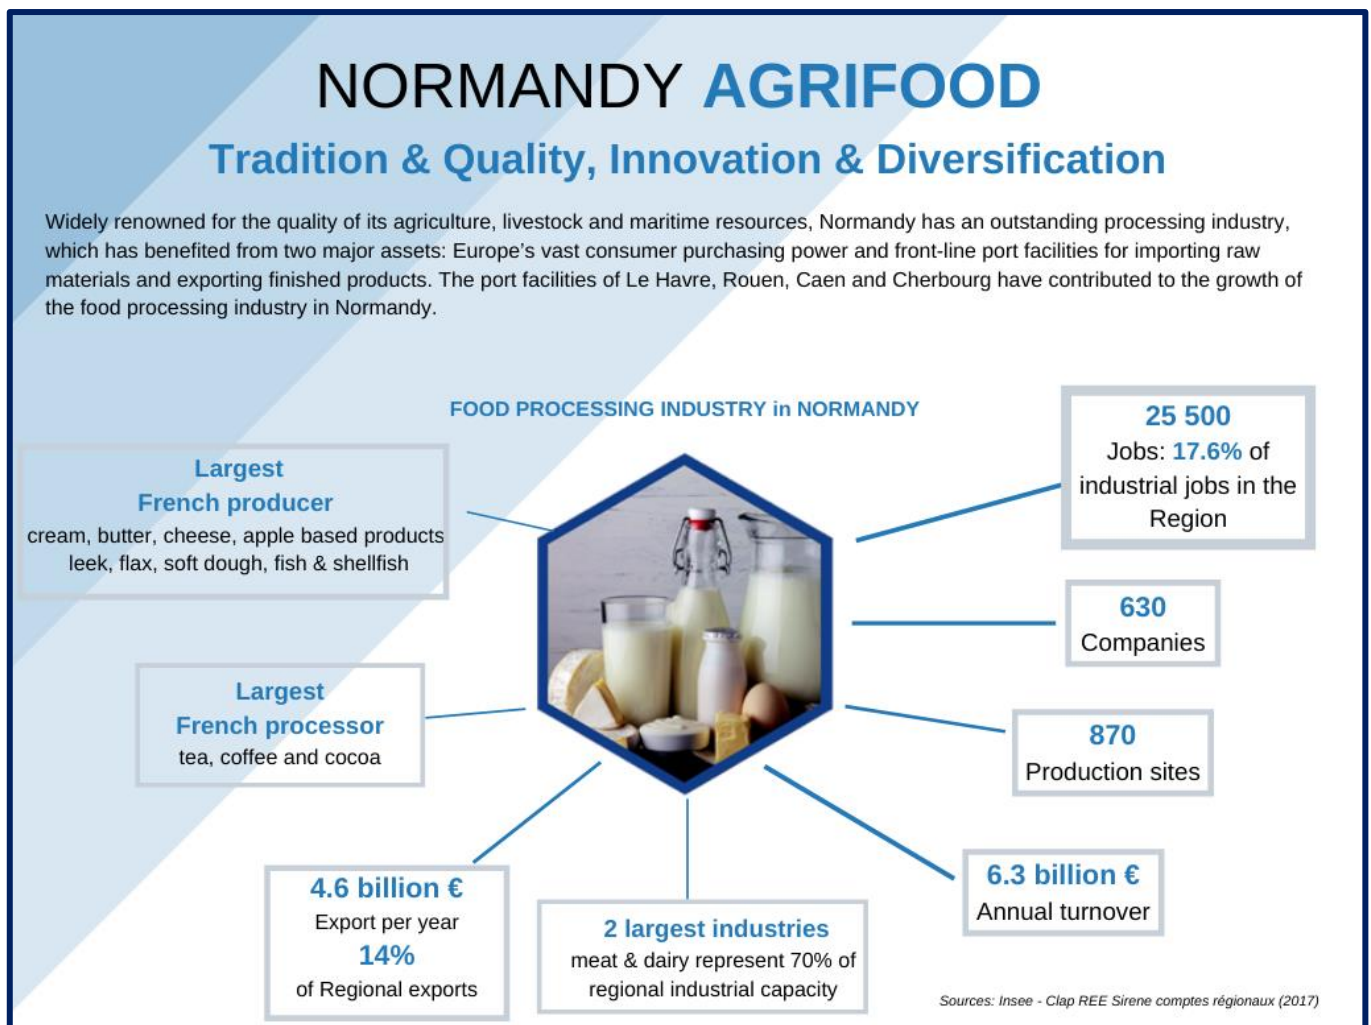 NORMANDY AGRIFOOD
Tradition & Quality, Innovation & Diversification
Widely renowned for the quality of its agriculture, livestock and maritime resources, Normandy has an outstanding processing industry,
which has benefited from two major assets: Europe's vast consumer purchasing power and front-line port facilities for importing raw
materials and exporting finished products. The port facilities of Le Havre, Rouen, Caen and Cherbourg have contributed to the growth of
the food processing industry in Normandy.
FOOD PROCESSING INDUSTRY in NORMANDY
Largest
French producer
cream, butter, cheese, apple based products
leek, flax, soft dough, fish & shellfish
Largest
French processor
tea, coffee and cocoa
4.6 billion €
Export per year
14%
of Regional exports
2 largest industries
meat & dairy represent 70% of
regional industrial capacity
25 500
Jobs: 17.6% of
industrial jobs in the
Region
630
Companies
870
Production sites
6.3 billion €
Annual turnover
Sources: Insee - Clap REE Sirene comptes régionaux (2017)